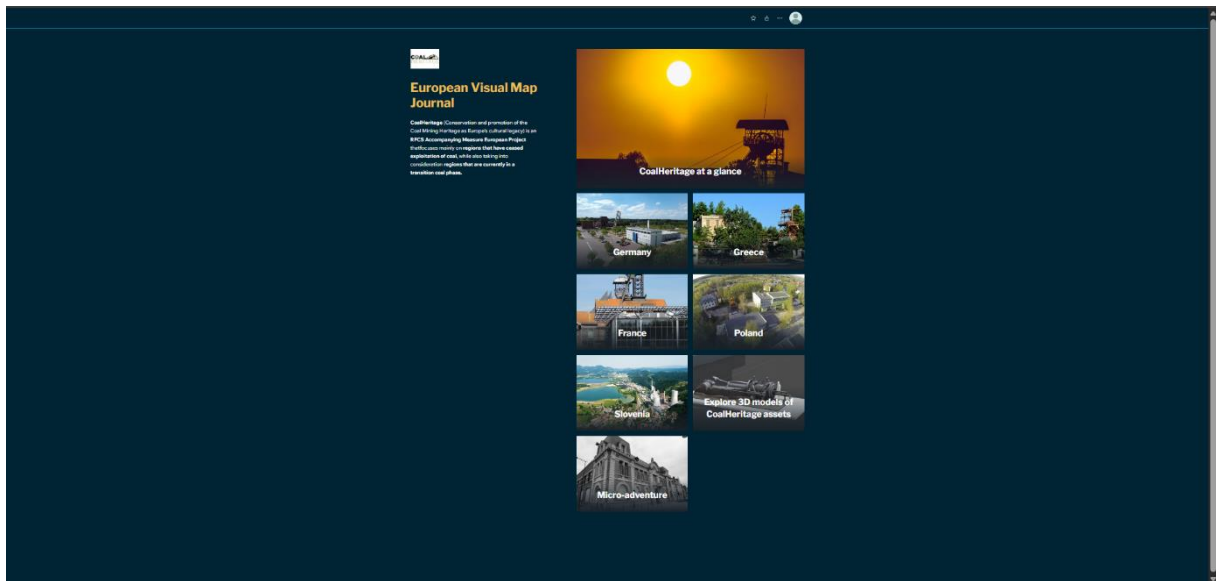 COAL
European Visual Map
Journal
CoalHeritage (Conservation and promotion of the
Coal Mining Heritage as Europe's cultural legacy) is an
RFCS Accompanying Measure European Project
thatfocuses mainly on regions that have ceased
exploitation of coal, while also taking into
consideration regions that are currently in a
transition coal phase.
CoalHeritage at a glance
Germany
Greece
France
Poland
Slovenia
Explore 3D models of
CoalHeritage assets
Micro-adventure